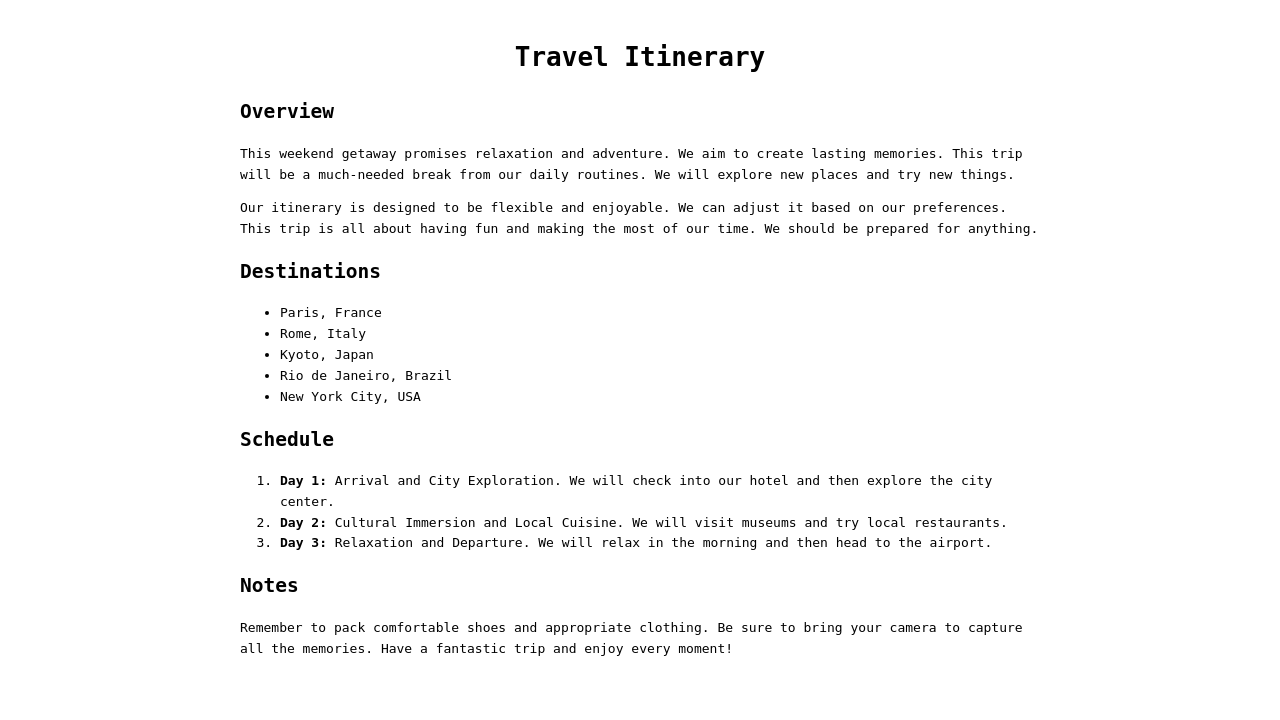 Travel Itinerary
Overview
This weekend getaway promises relaxation and adventure. We aim to create lasting memories. This trip
will be a much-needed break from our daily routines. We will explore new places and try new things.
Our itinerary is designed to be flexible and enjoyable. We can adjust it based on our preferences.
This trip is all about having fun and making the most of our time. We should be prepared for anything.
Destinations
• Paris, France
• Rome, Italy
• Kyoto, Japan
• Rio de Janeiro, Brazil
• New York City, USA
Schedule
1. Day 1: Arrival and City Exploration. We will check into our hotel and then explore the city
center.
2. Day 2: Cultural Immersion and Local Cuisine. We will visit museums and try local restaurants.
3. Day 3: Relaxation and Departure. We will relax in the morning and then head to the airport.
Notes
Remember to pack comfortable shoes and appropriate clothing. Be sure to bring your camera to capture
all the memories. Have a fantastic trip and enjoy every moment!